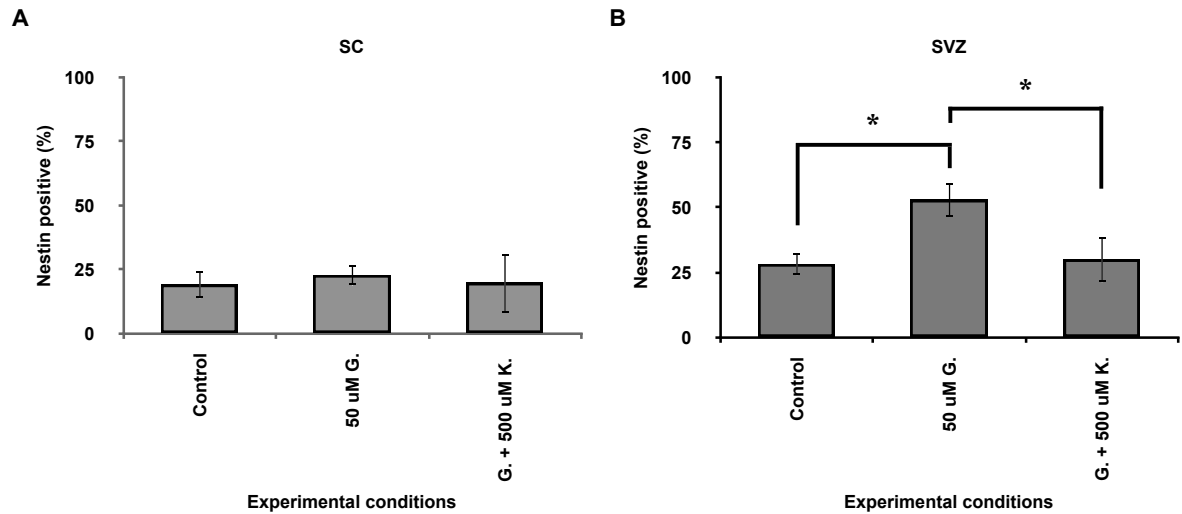 A
SC
Nestin positive (%)
100
75
50
25
0
Control
50 uM G.
G. + 500 uM K.
Experimental conditions
B
SVZ
Nestin positive (%)
100
75
50
25
0
*
*
Control
50 uM G.
G. + 500 uM K.
Experimental conditions